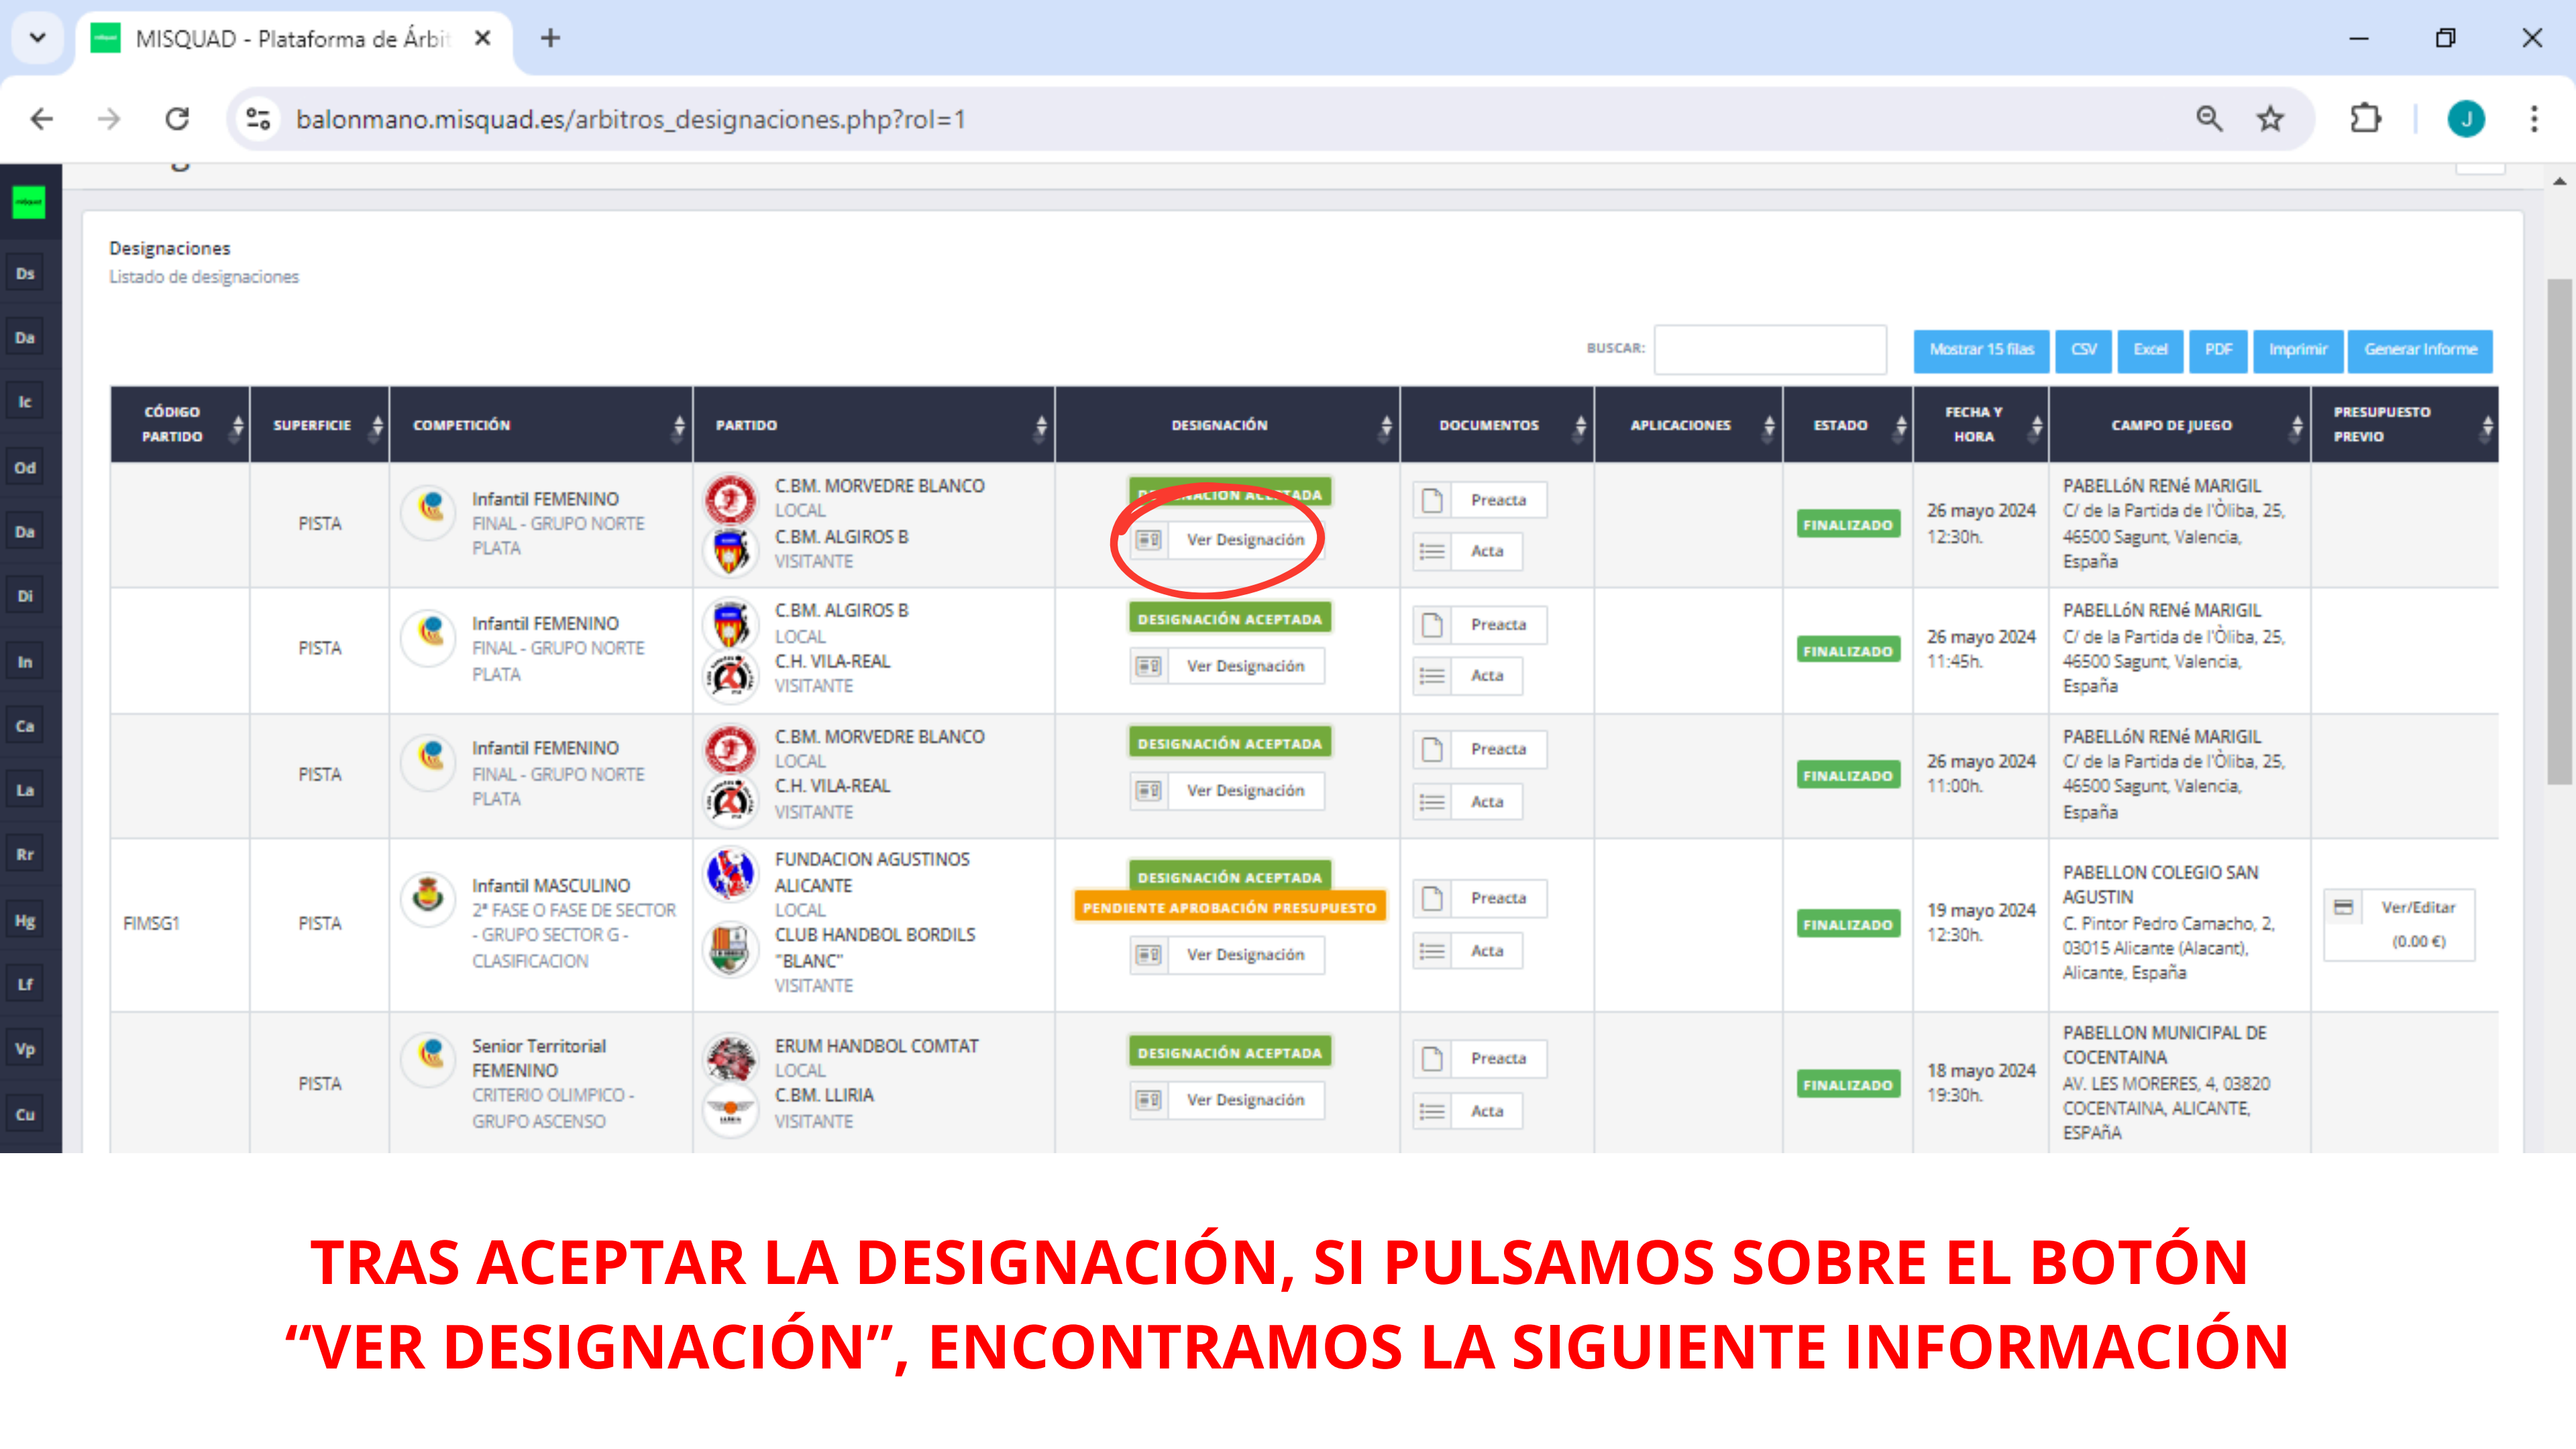 MISQUAD - Plataforma de Árbit
balonmano.misquad.es/arbitros_designaciones.php?rol=1
J
misquad
Ds
Da
Ic
Od
Da
Di
In
Ca
La
Rr
Hg
Lf
Vp
Cu
Designaciones
Listado de designaciones
BUSCAR:
Mostrar 15 filas
CSV
Excel
PDF
Imprimir
Generar Informe
CÓDIGO
PARTIDO
SUPERFICIE
COMPETICIÓN
PARTIDO
DESIGNACIÓN
DOCUMENTOS
APLICACIONES
ESTADO
FECHA Y
HORA
CAMPO DE JUEGO
PRESUPUESTO
PREVIO
PISTA
Infantil FEMENINO
FINAL - GRUPO NORTE
PLATA
C.BM. MORVEDRE BLANCO
LOCAL
C.BM. ALGIROS B
VISITANTE
DESIGNACIÓN ACEPTADA
Ver Designación
Preacta
Acta
FINALIZADO
26 mayo 2024
12:30h.
PABELLóN RENé MARIGIL
C/ de la Partida de l'Òliba, 25,
46500 Sagunt, Valencia,
España
PISTA
Infantil FEMENINO
FINAL - GRUPO NORTE
PLATA
C.BM. ALGIROS B
LOCAL
C.H. VILA-REAL
VISITANTE
DESIGNACIÓN ACEPTADA
Ver Designación
Preacta
Acta
FINALIZADO
26 mayo 2024
11:45h.
PABELLóN RENé MARIGIL
C/ de la Partida de l'Òliba, 25,
46500 Sagunt, Valencia,
España
PISTA
Infantil FEMENINO
FINAL - GRUPO NORTE
PLATA
C.BM. MORVEDRE BLANCO
LOCAL
C.H. VILA-REAL
VISITANTE
DESIGNACIÓN ACEPTADA
Ver Designación
Preacta
Acta
FINALIZADO
26 mayo 2024
11:00h.
PABELLóN RENé MARIGIL
C/ de la Partida de l'Òliba, 25,
46500 Sagunt, Valencia,
España
FIMSG1
PISTA
Infantil MASCULINO
2ª FASE O FASE DE SECTOR
- GRUPO SECTOR G -
CLASIFICACION
FUNDACION AGUSTINOS
ALICANTE
LOCAL
CLUB HANDBOL BORDILS
"BLANC"
VISITANTE
DESIGNACIÓN ACEPTADA
PENDIENTE APROBACIÓN PRESUPUESTO
Ver Designación
Preacta
Acta
FINALIZADO
19 mayo 2024
12:30h.
PABELLON COLEGIO SAN
AGUSTIN
C. Pintor Pedro Camacho, 2,
03015 Alicante (Alacant),
Alicante, España
Ver/Editar
(0.00 €)
PISTA
Senior Territorial
FEMENINO
CRITERIO OLIMPICO -
GRUPO ASCENSO
ERUM HANDBOL COMTAT
LOCAL
C.BM. LLIRIA
VISITANTE
DESIGNACIÓN ACEPTADA
Ver Designación
Preacta
Acta
FINALIZADO
18 mayo 2024
19:30h.
PABELLON MUNICIPAL DE
COCENTAINA
AV. LES MORERES, 4, 03820
COCENTAINA, ALICANTE,
ESPAñA
TRAS ACEPTAR LA DESIGNACIÓN, SI PULSAMOS SOBRE EL BOTÓN
“VER DESIGNACIÓN”, ENCONTRAMOS LA SIGUIENTE INFORMACIÓN